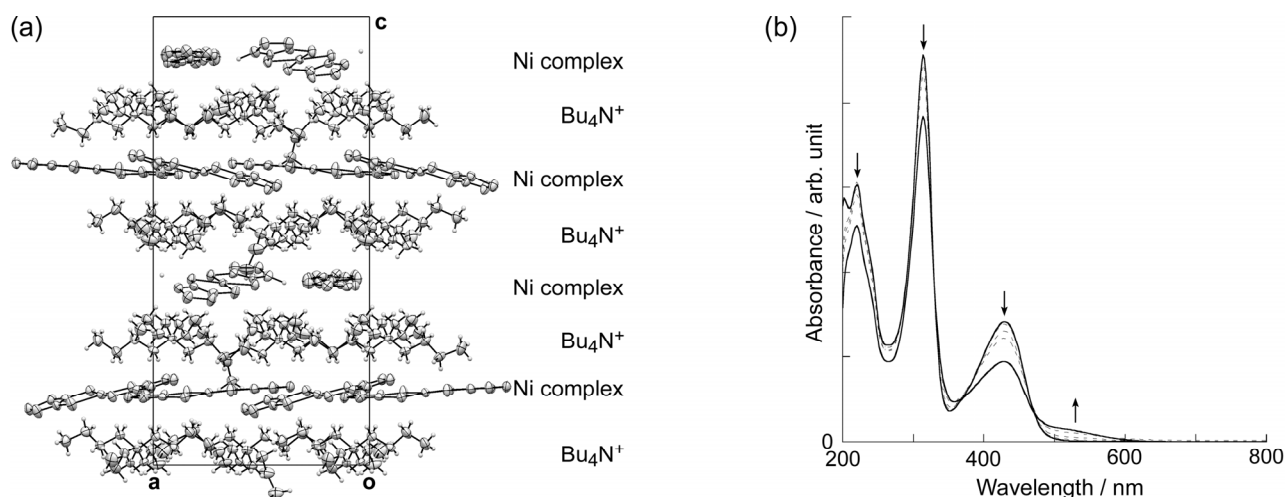 (a)
c
Ni complex
Bu₄N⁺
Ni complex
Bu₄N⁺
Ni complex
Bu₄N⁺
Ni complex
Bu₄N⁺
a
o
(b)
Absorbance / arb. unit
0
200
400
600
800
Wavelength / nm